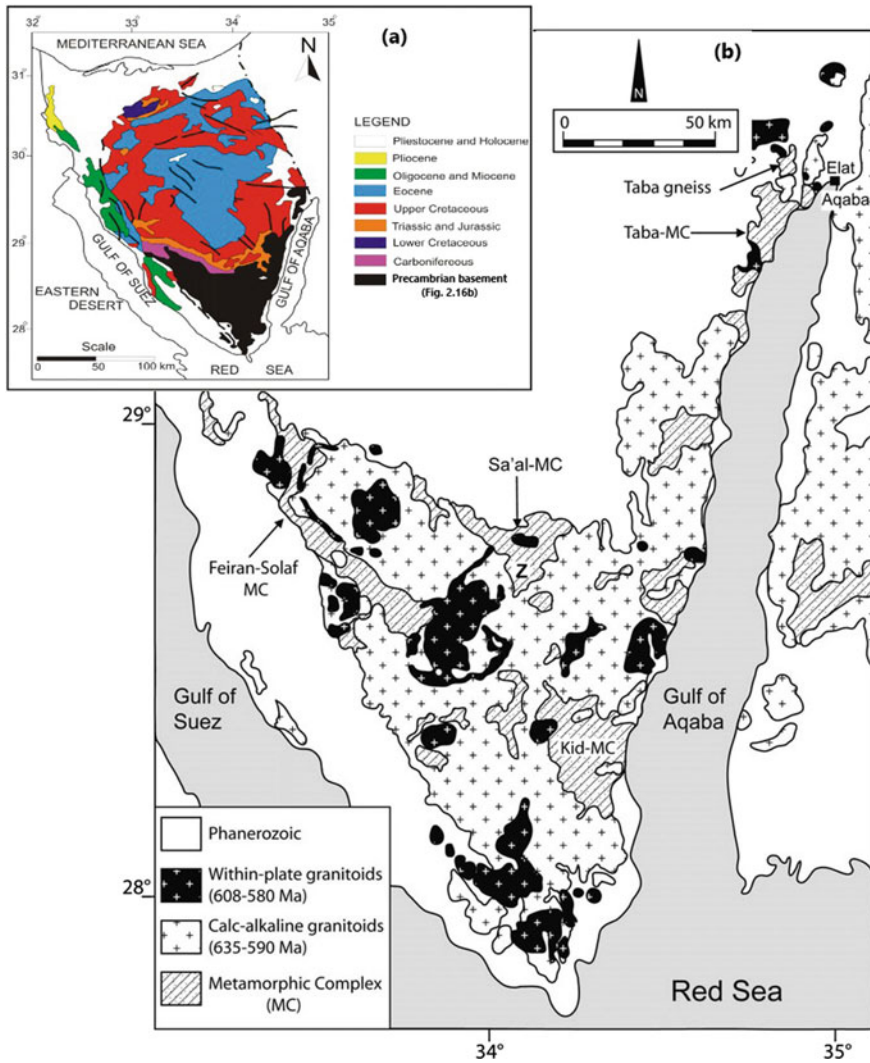 32°
33°
34°
35°
MEDITERRANEAN SEA
N
(a)
31°
30°
29°
28°
GULF OF SUEZ
GULF OF AQABA
EASTERN
DESERT
Scale
0 50 100 km
RED SEA
LEGEND
Pliestocene and Holocene
Pliocene
Oligocene and Miocene
Eocene
Upper Cretaceous
Triassic and Jurassic
Lower Cretaceous
Carbonifereous
Precambrian basement
(Fig. 2.16b)
(b)
N
0 50 km
Elat
Aqaba
Taba gneiss
Taba-MC
29°
Sa'al-MC
Z
Feiran-Solaf
MC
Gulf of
Suez
Gulf of
Aqaba
Kid-MC
28°
Phanerozoic
Within-plate granitoids
(608-580 Ma)
Calc-alkaline granitoids
(635-590 Ma)
Metamorphic Complex
(MC)
Red Sea
34°
35°